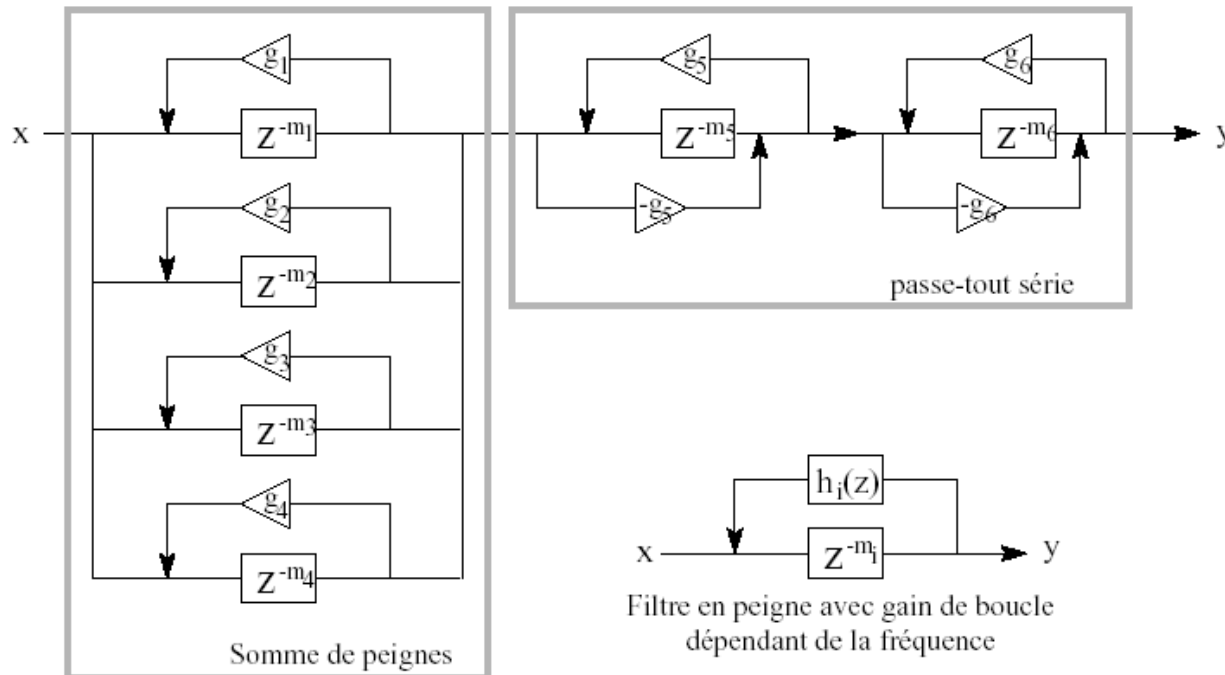 g1
x
z^-m1
g2
z^-m2
g3
z^-m3
g4
z^-m4
Somme de peignes
g5
z^-m5
-g5
g6
z^-m6
-g6
y
passe-tout série
hi(z)
x
z^-mi
y
Filtre en peigne avec gain de boucle
dépendant de la fréquence